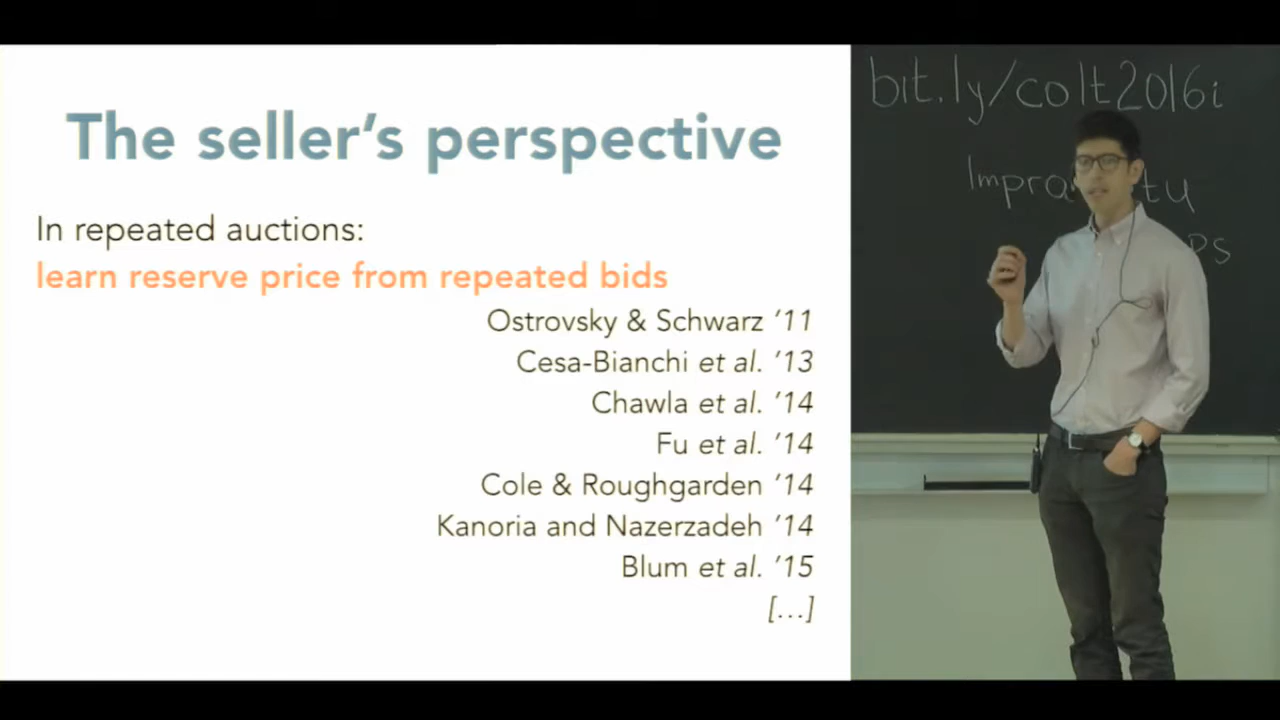 The seller's perspective
In repeated auctions:
learn reserve price from repeated bids
Ostrovsky & Schwarz '11
Cesa-Bianchi et al. '13
Chawla et al. '14
Fu et al. '14
Cole & Roughgarden '14
Kanoria and Nazerzadeh '14
Blum et al. '15
[...]
bit.ly/colt2016i